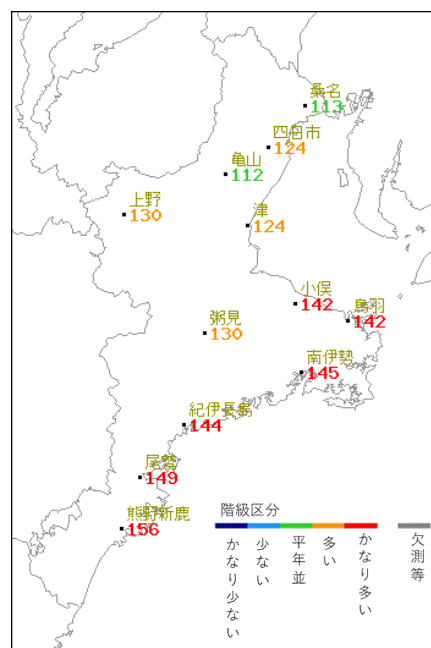 桑名
113
四日市
124
亀山
112
上野
130
津
124
小俣
142
鳥羽
142
粥見
130
南伊勢
145
紀伊長島
144
尾鷲
149
熊野新鹿
156
階級区分
かなり少ない
少ない
平年並
多い
かなり多い
欠測等